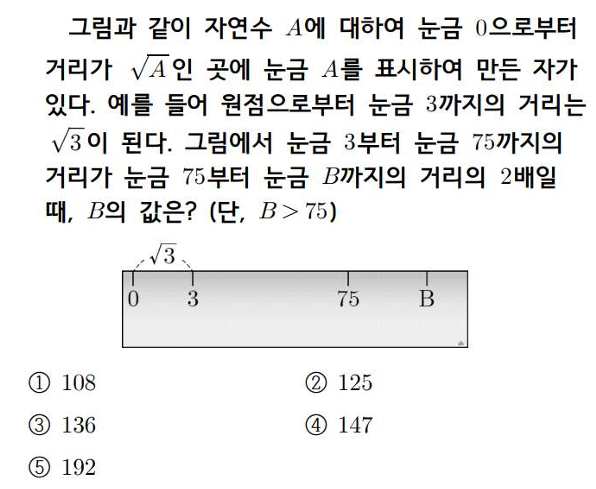 그림과 같이 자연수 A에 대하여 눈금 0으로부터
거리가 √A인 곳에 눈금 A를 표시하여 만든 자가
있다. 예를 들어 원점으로부터 눈금 3까지의 거리는
√3이 된다. 그림에서 눈금 3부터 눈금 75까지의
거리가 눈금 75부터 눈금 B까지의 거리의 2배일
때, B의 값은? (단, B > 75)
√3
0 3 75 B
① 108 ② 125
③ 136 ④ 147
⑤ 192